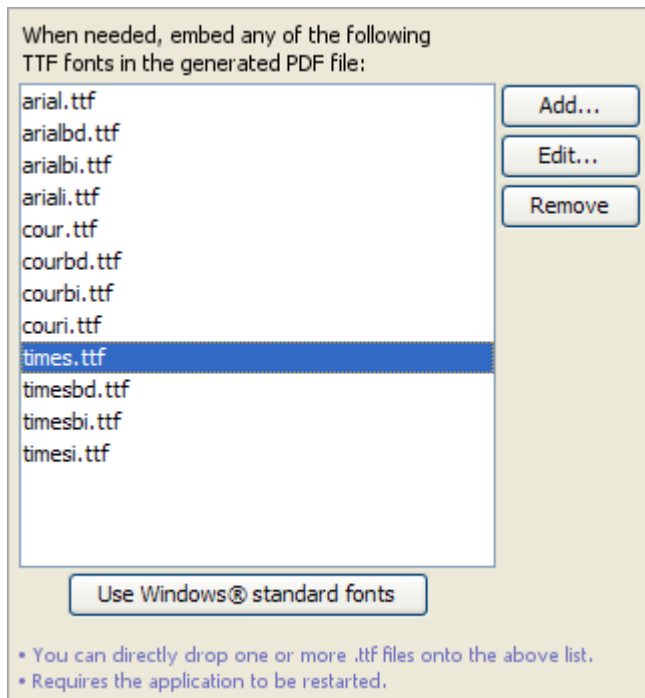 When needed, embed any of the following
TTF fonts in the generated PDF file:
arial.ttf
arialbd.ttf
arialbi.ttf
ariali.ttf
cour.ttf
courbd.ttf
courbi.ttf
couri.ttf
times.ttf
timesbd.ttf
timesbi.ttf
timesi.ttf
Add...
Edit...
Remove
Use Windows® standard fonts
• You can directly drop one or more .ttf files onto the above list.
• Requires the application to be restarted.